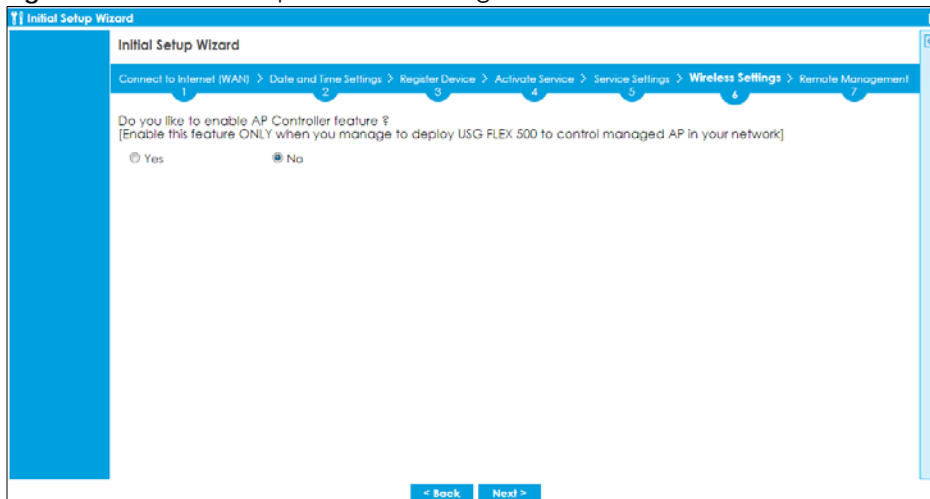 Initial Setup Wizard
Initial Setup Wizard
Connect to Internet (WAN) > Date and Time Settings > Register Device > Activate Service > Service Settings > Wireless Settings > Remote Management
1 2 3 4 5 6 7
Do you like to enable AP Controller feature ?
[Enable this feature ONLY when you manage to deploy USG FLEX 500 to control managed AP in your network]
Yes No
< Back Next >